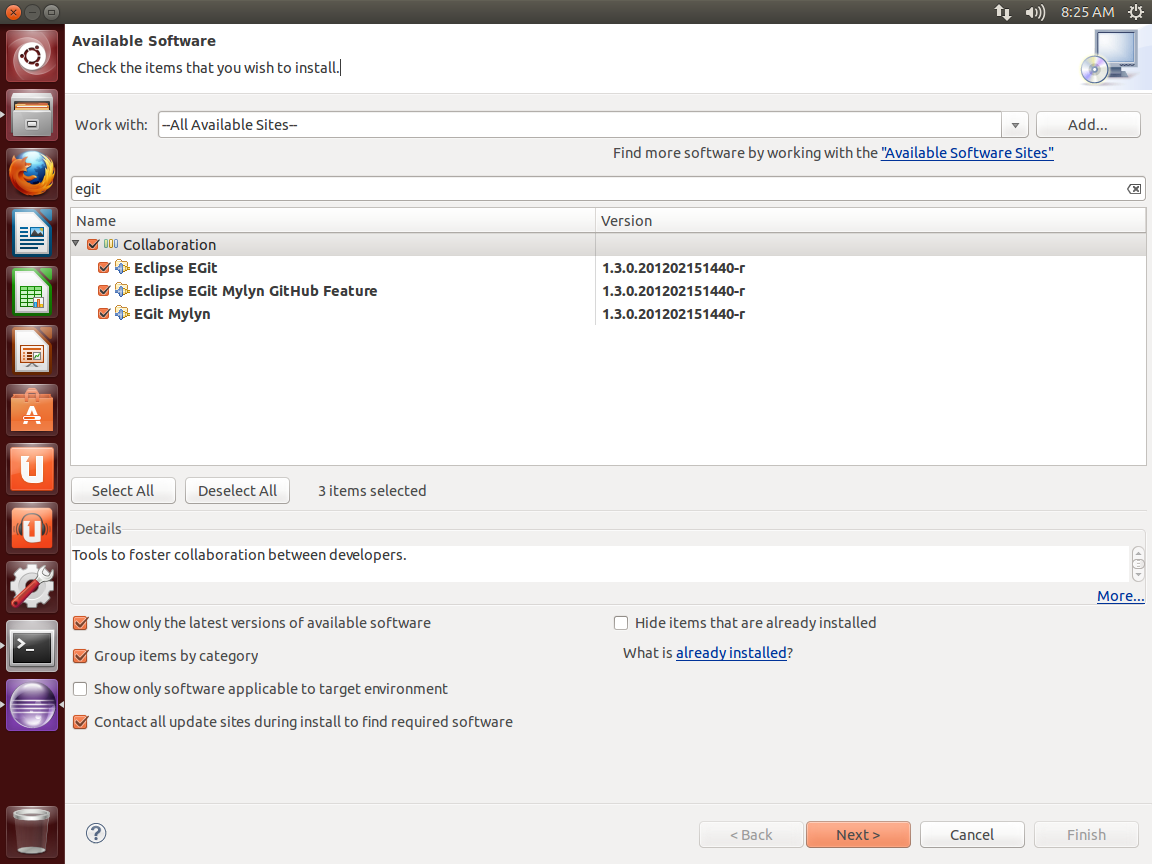 8:25 AM
Available Software
Check the items that you wish to install.
Work with: --All Available Sites-- Add...
Find more software by working with the "Available Software Sites"
egit
Name Version
Collaboration
Eclipse EGit 1.3.0.201202151440-r
Eclipse EGit Mylyn GitHub Feature 1.3.0.201202151440-r
EGit Mylyn 1.3.0.201202151440-r
Select All Deselect All 3 items selected
Details
Tools to foster collaboration between developers.
More...
Show only the latest versions of available software Hide items that are already installed
Group items by category What is already installed?
Show only software applicable to target environment
Contact all update sites during install to find required software
? < Back Next > Cancel Finish